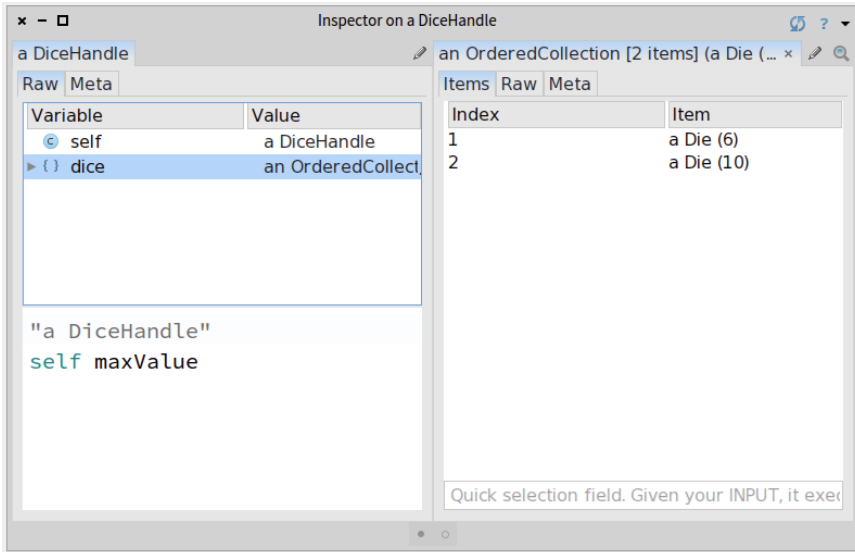 Inspector on a DiceHandle
?
a DiceHandle
Raw Meta
Variable Value
c self a DiceHandle
{ } dice an OrderedCollect
"a DiceHandle"
self maxValue
an OrderedCollection [2 items] (a Die (... ×
Items Raw Meta
Index Item
1 a Die (6)
2 a Die (10)
Quick selection field. Given your INPUT, it exec